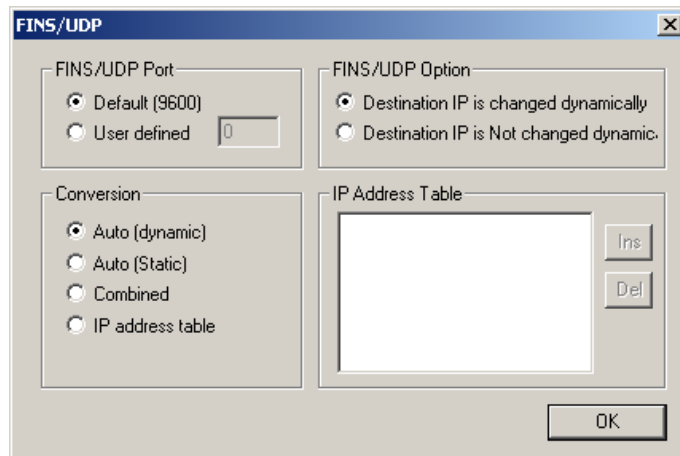 FINS/UDP
FINS/UDP Port
Default (9600)
User defined
0
FINS/UDP Option
Destination IP is changed dynamically
Destination IP is Not changed dynamic
Conversion
Auto (dynamic)
Auto (Static)
Combined
IP address table
IP Address Table
Ins
Del
OK